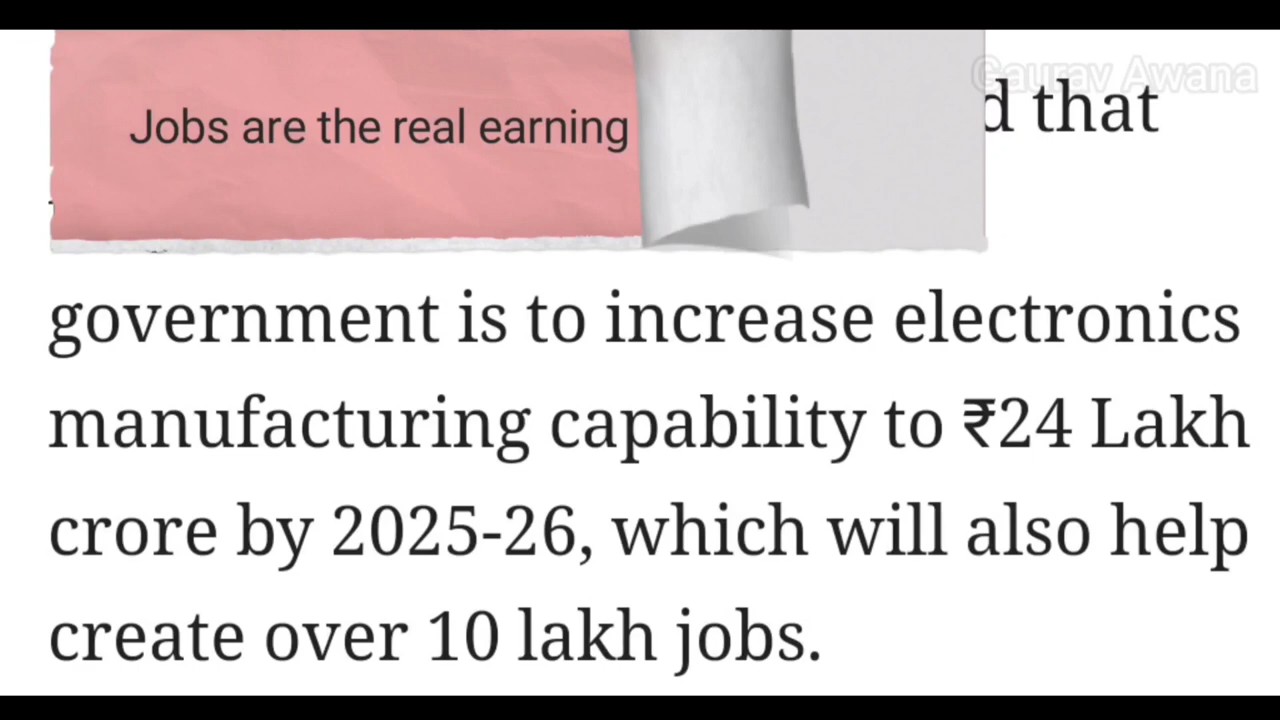 Gaurav Awana
Jobs are the real earning
d that
government is to increase electronics
manufacturing capability to ₹24 Lakh
crore by 2025-26, which will also help
create over 10 lakh jobs.